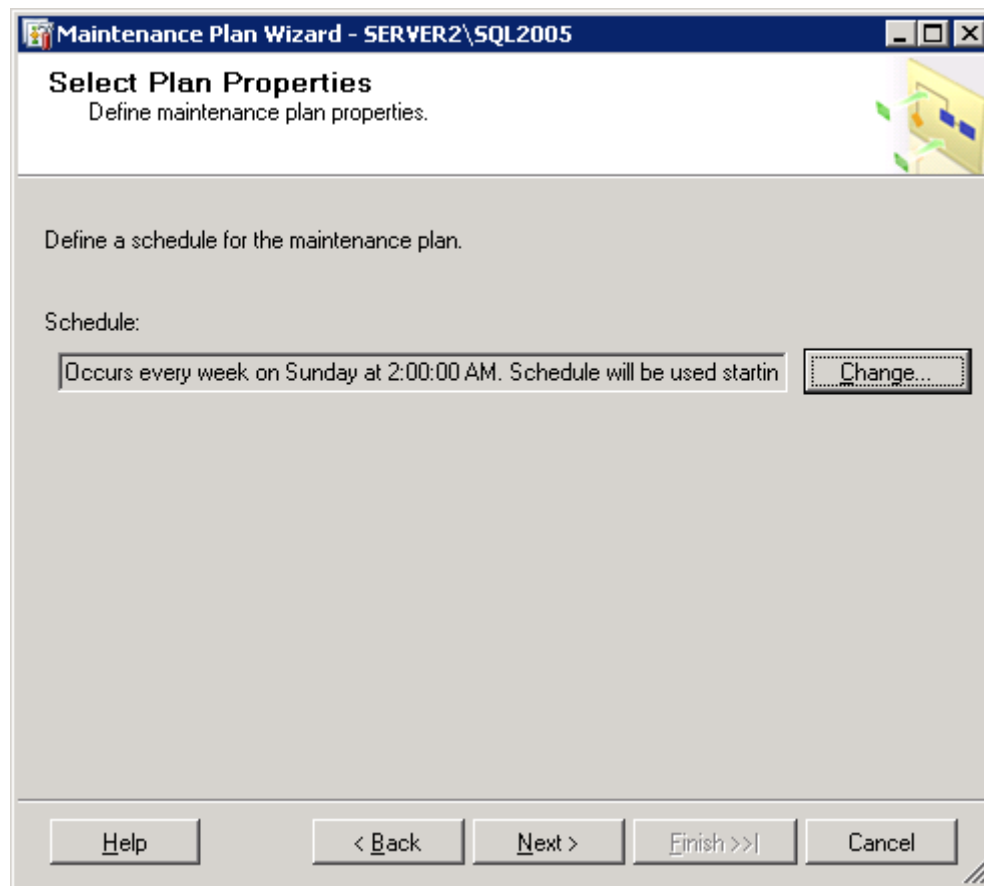 Maintenance Plan Wizard - SERVER2\SQL2005
Select Plan Properties
Define maintenance plan properties.
Define a schedule for the maintenance plan.
Schedule:
Occurs every week on Sunday at 2:00:00 AM. Schedule will be used startin
Change...
Help
< Back
Next >
Finish >>|
Cancel